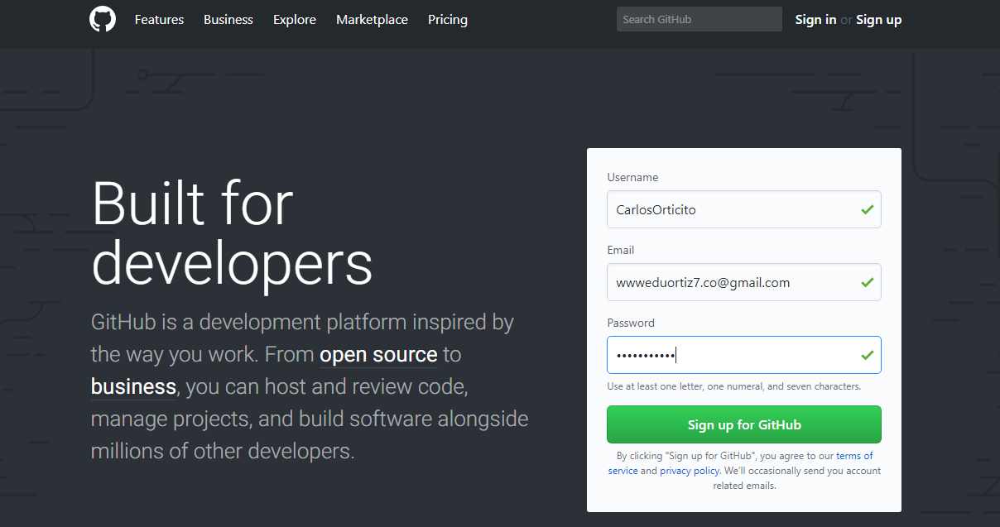 Features Business Explore Marketplace Pricing Search GitHub Sign in or Sign up
Built for
developers
GitHub is a development platform inspired by
the way you work. From open source to
business, you can host and review code,
manage projects, and build software alongside
millions of other developers.
Username
CarlosOrticito
Email
wwweduortiz7.co@gmail.com
Password
•••••••••••
Use at least one letter, one numeral, and seven characters.
Sign up for GitHub
By clicking "Sign up for GitHub", you agree to our terms of
service and privacy policy. We'll occasionally send you account
related emails.